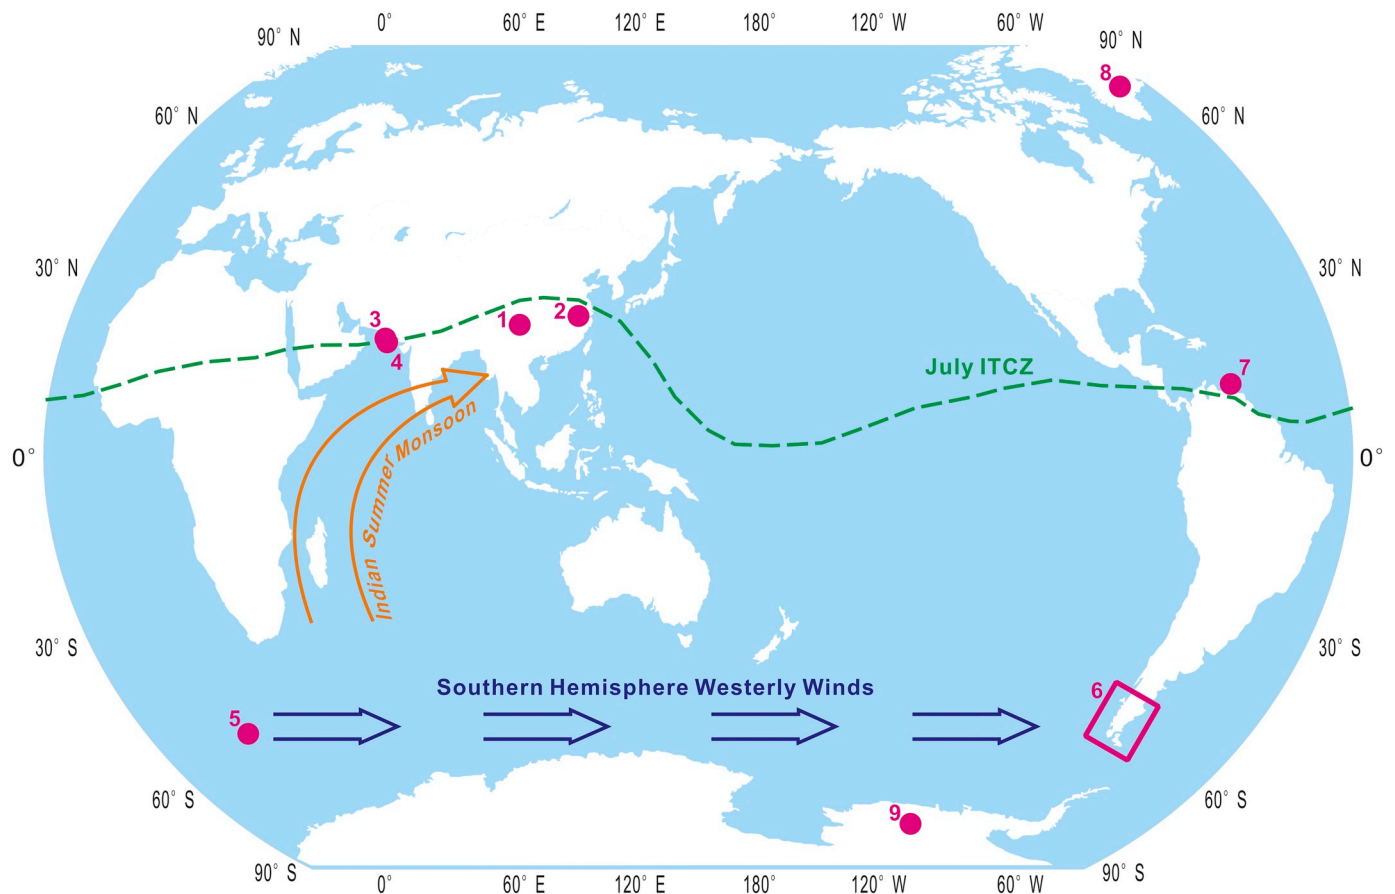 0° 60° E 120° E 180° 120° W 60° W
90° N 90° N
8
60° N 60° N
30° N 30° N
3 1 2
4
July ITCZ 7
Indian Summer Monsoon
0° 0°
30° S 30° S
Southern Hemisphere Westerly Winds 6
5
60° S 60° S
9
90° S 0° 60° E 120° E 180° 120° W 60° W 90° S